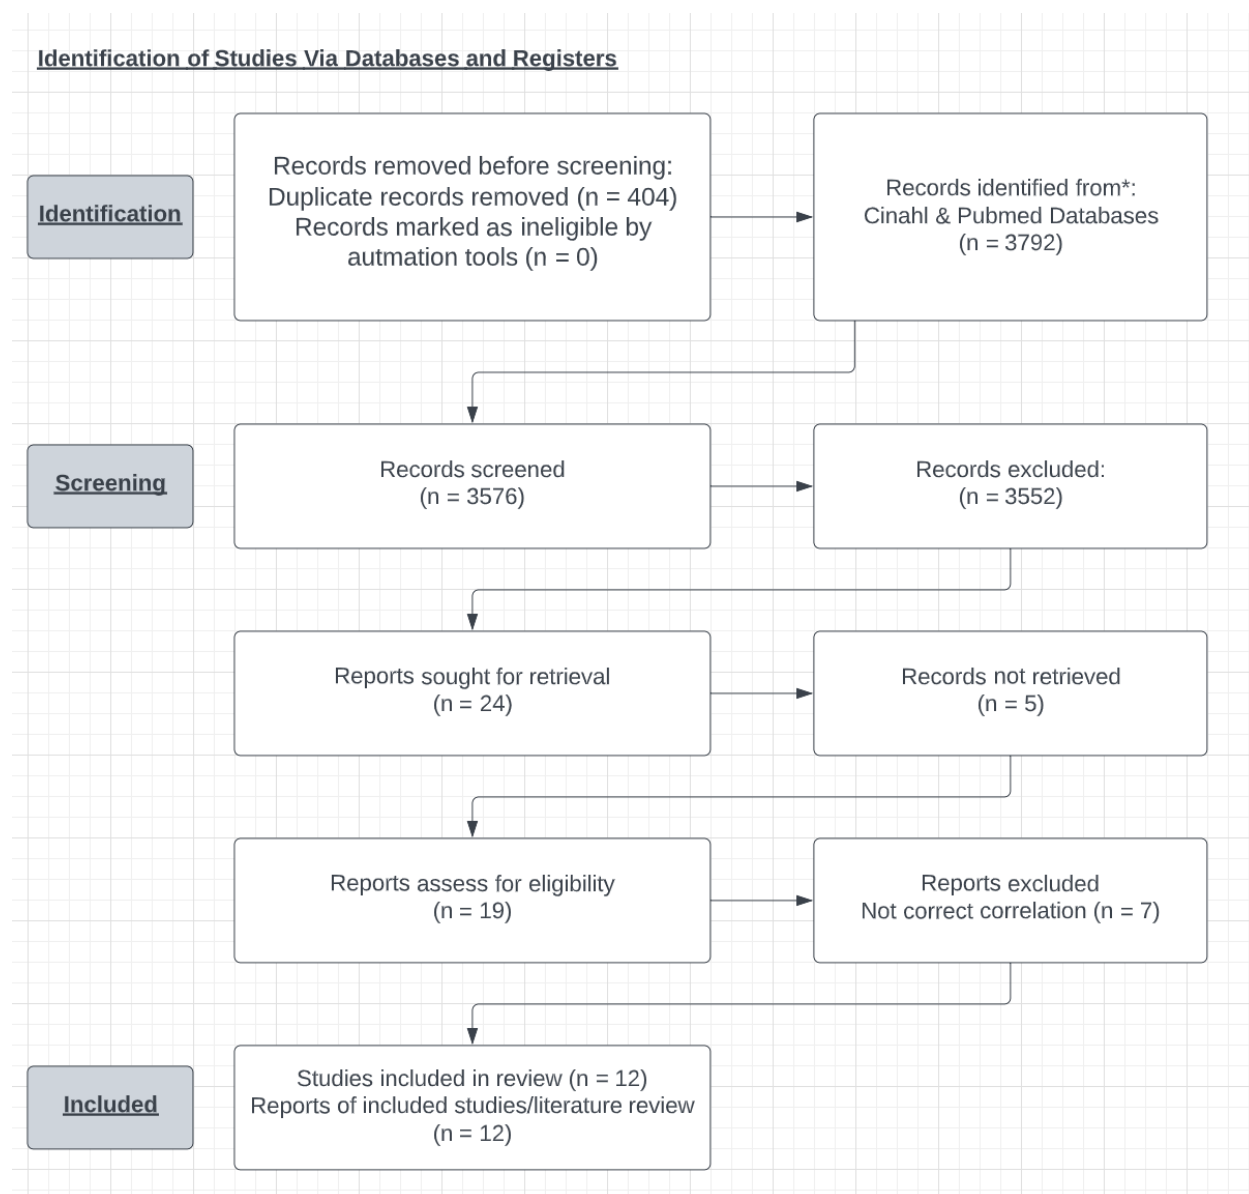 Identification of Studies Via Databases and Registers
Identification
Records removed before screening:
Duplicate records removed (n = 404)
Records marked as ineligible by
autmation tools (n = 0)
Records identified from*:
Cinahl & Pubmed Databases
(n = 3792)
Screening
Records screened
(n = 3576)
Records excluded:
(n = 3552)
Reports sought for retrieval
(n = 24)
Records not retrieved
(n = 5)
Reports assess for eligibility
(n = 19)
Reports excluded
Not correct correlation (n = 7)
Included
Studies included in review (n = 12)
Reports of included studies/literature review
(n = 12)